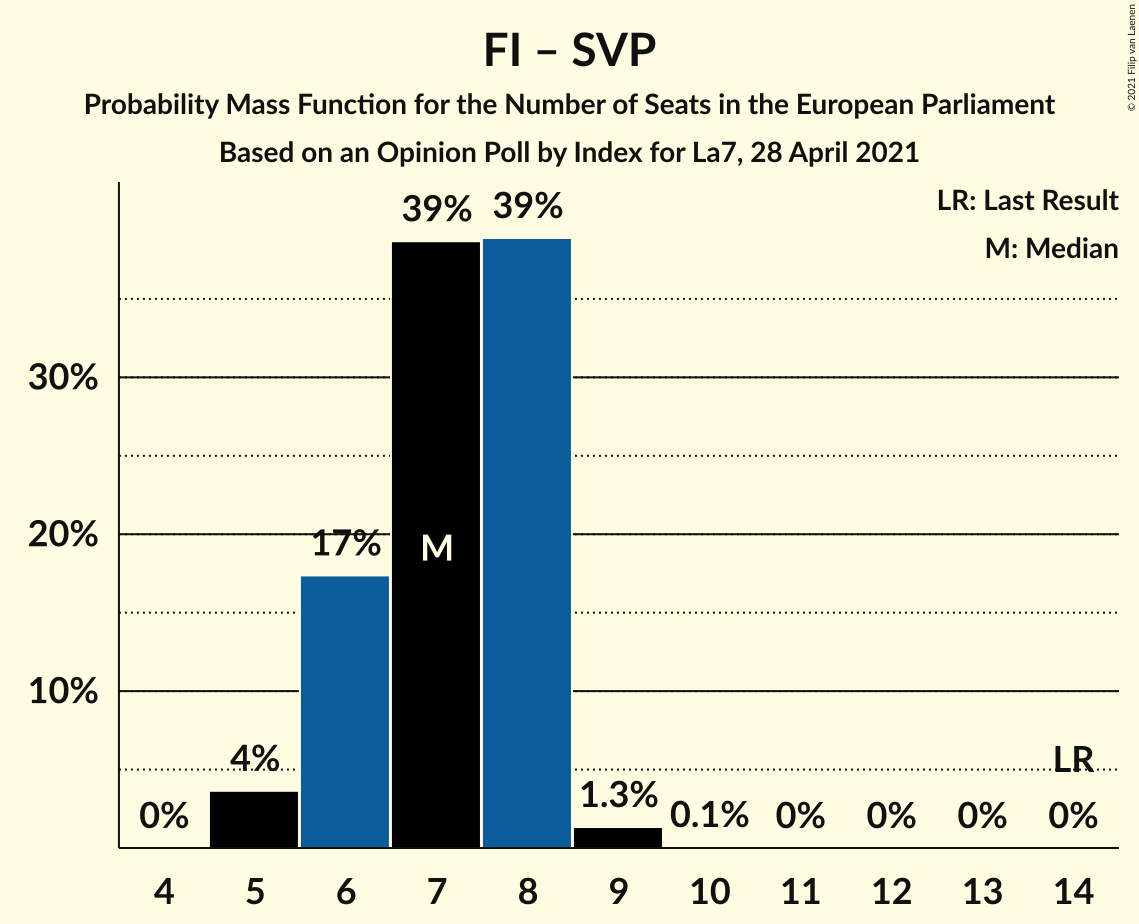 FI – SVP
Probability Mass Function for the Number of Seats in the European Parliament
Based on an Opinion Poll by Index for La7, 28 April 2021
© 2021 Filip van Laenen
LR: Last Result
M: Median
39% 39%
30%
20%
17%
M
10%
4%
LR
0% 1.3% 0.1% 0% 0% 0% 0%
4 5 6 7 8 9 10 11 12 13 14